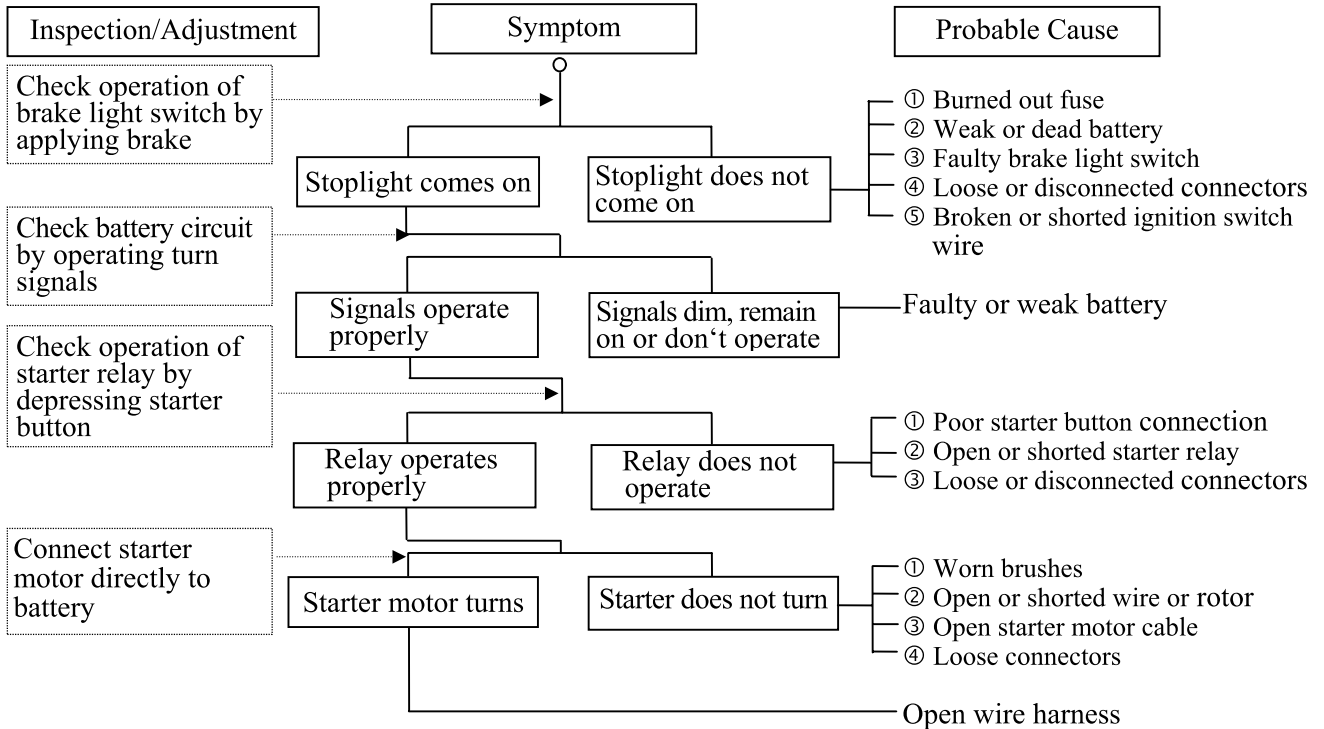 Inspection/Adjustment
Symptom
Probable Cause
Check operation of
brake light switch by
applying brake
Stoplight comes on
Stoplight does not
come on
① Burned out fuse
② Weak or dead battery
③ Faulty brake light switch
④ Loose or disconnected connectors
⑤ Broken or shorted ignition switch
wire
Check battery circuit
by operating turn
signals
Signals operate
properly
Signals dim, remain
on or don‘t operate
Faulty or weak battery
Check operation of
starter relay by
depressing starter
button
Relay operates
properly
Relay does not
operate
① Poor starter button connection
② Open or shorted starter relay
③ Loose or disconnected connectors
Connect starter
motor directly to
battery
Starter motor turns
Starter does not turn
① Worn brushes
② Open or shorted wire or rotor
③ Open starter motor cable
④ Loose connectors
Open wire harness